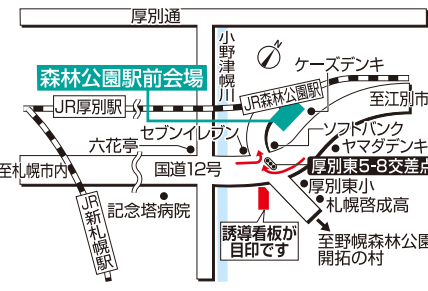 厚別通
小野津幌川
N
ケーズデンキ
森林公園駅前会場
JR森林公園駅
至江別市
JR厚別駅
ソフトバンク
セブンイレブン
ヤマダデンキ
六花亭
至札幌市内
国道12号
厚別東5-8交差点
厚別東小
JR新札幌駅
記念塔病院
札幌啓成高
誘導看板が
目印です
至野幌森林公園
開拓の村